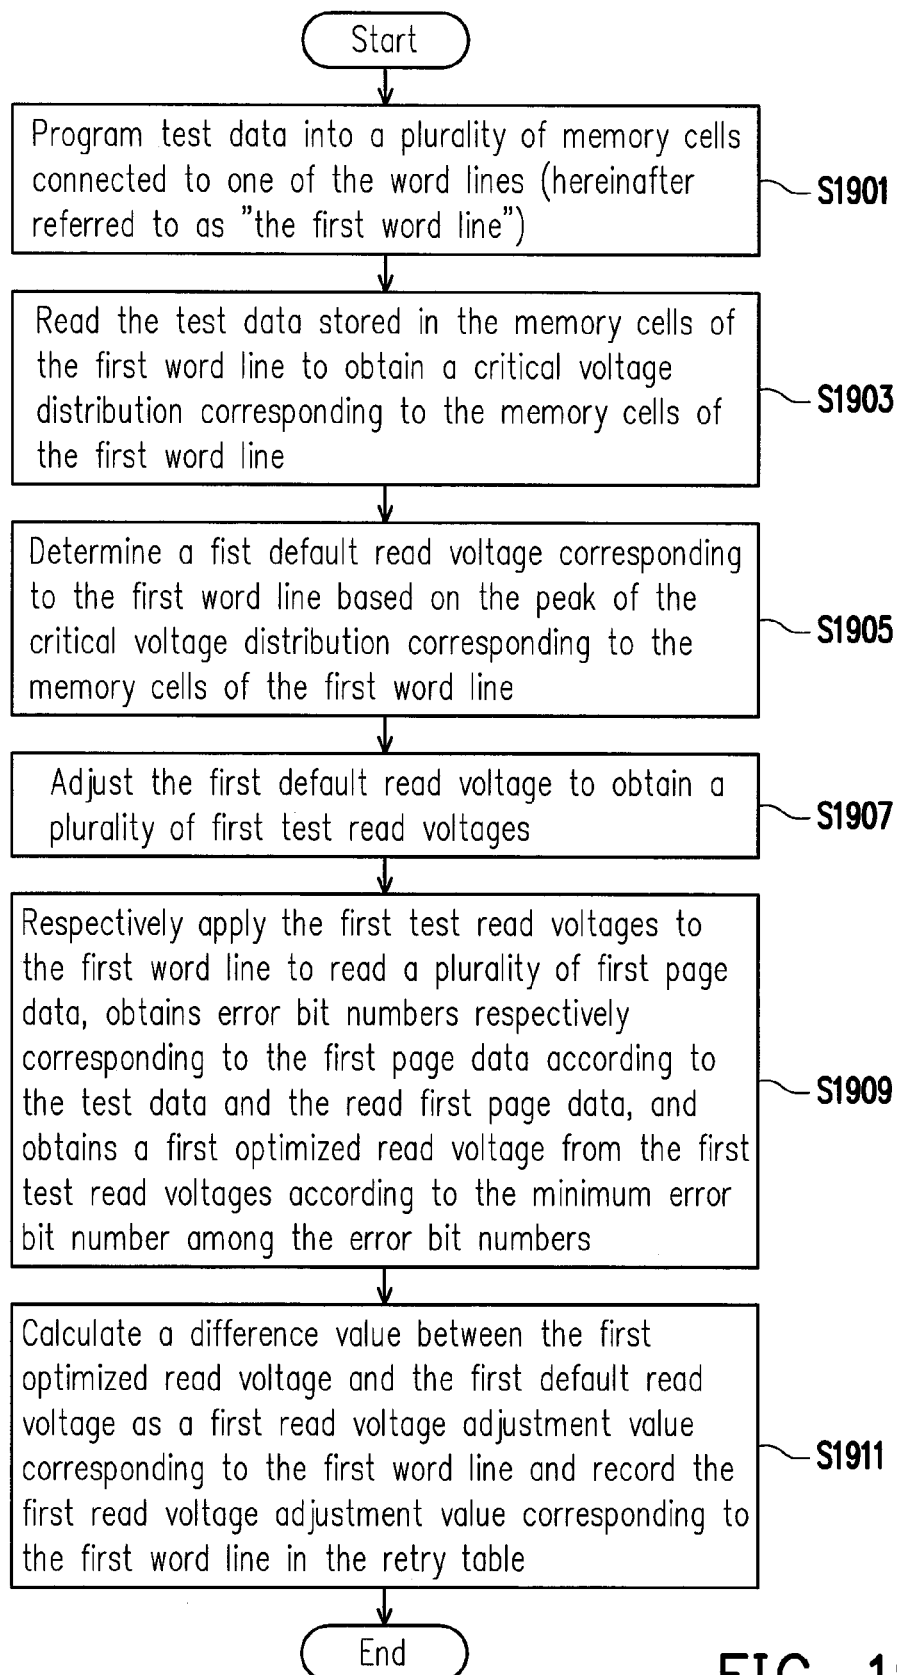 Start
Program test data into a plurality of memory cells
connected to one of the word lines (hereinafter
referred to as "the first word line")
S1901
Read the test data stored in the memory cells of
the first word line to obtain a critical voltage
distribution corresponding to the memory cells of
the first word line
S1903
Determine a fist default read voltage corresponding
to the first word line based on the peak of the
critical voltage distribution corresponding to the
memory cells of the first word line
S1905
Adjust the first default read voltage to obtain a
plurality of first test read voltages
S1907
Respectively apply the first test read voltages to
the first word line to read a plurality of first page
data, obtains error bit numbers respectively
corresponding to the first page data according to
the test data and the read first page data, and
obtains a first optimized read voltage from the first
test read voltages according to the minimum error
bit number among the error bit numbers
S1909
Calculate a difference value between the first
optimized read voltage and the first default read
voltage as a first read voltage adjustment value
corresponding to the first word line and record the
first read voltage adjustment value corresponding to
the first word line in the retry table
S1911
End
FIG.